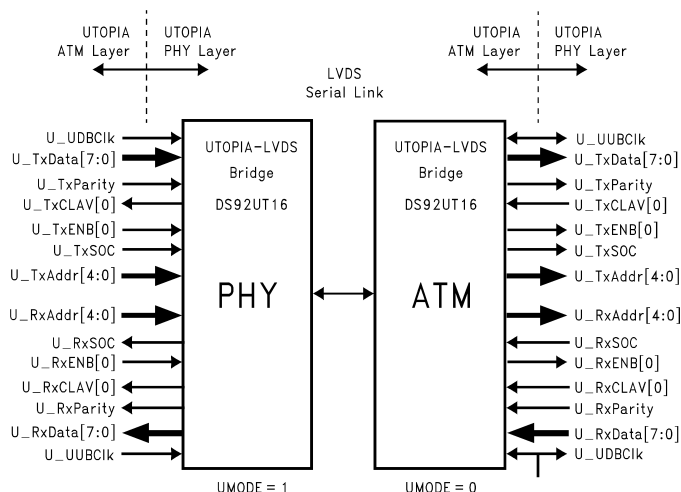 UTOPIA
ATM Layer
UTOPIA
PHY Layer
LVDS
Serial Link
UTOPIA
ATM Layer
UTOPIA
PHY Layer
U_UDBClk
U_TxData[7:0]
U_TxParity
U_TxCLAV[0]
U_TxENB[0]
U_TxSOC
U_TxAddr[4:0]
U_RxAddr[4:0]
U_RxSOC
U_RxENB[0]
U_RxCLAV[0]
U_RxParity
U_RxData[7:0]
U_UUBClk
UTOPIA-LVDS
Bridge
DS92UT16
PHY
UMODE = 1
UTOPIA-LVDS
Bridge
DS92UT16
ATM
UMODE = 0
U_UUBClk
U_TxData[7:0]
U_TxParity
U_TxCLAV[0]
U_TxENB[0]
U_TxSOC
U_TxAddr[4:0]
U_RxAddr[4:0]
U_RxSOC
U_RxENB[0]
U_RxCLAV[0]
U_RxParity
U_RxData[7:0]
U_UDBClk